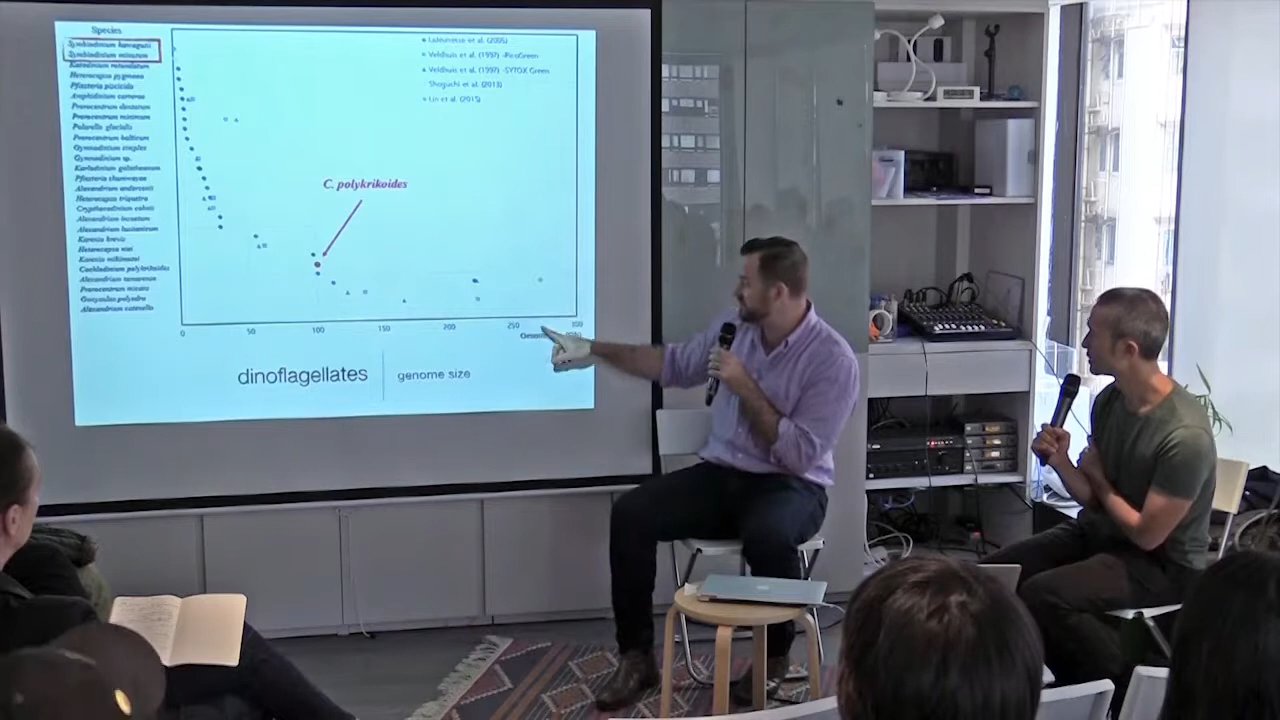 Species
Symbiodinium kawagutii
Symbiodinium minutum
Karlodinium veneficum
Heterocapsa pygmaea
Pfiesteria piscicida
Amphidinium carterae
Prorocentrum
Prorocentrum minimum
Polarella glacialis
Prorocentrum balticum
Gymnodinium simplex
Gymnodinium sp.
Karlodinium
Pfiesteria shumwayae
Alexandrium andersonii
Heterocapsa triquetra
Crypthecodinium cohnii
Alexandrium
Alexandrium lusitanicum
Karenia brevis
Heterocapsa niei
Karenia mikimotoi
Cochlodinium polykrikoides
Alexandrium tamarense
Prorocentrum micans
Gonyaulax polyedra
Alexandrium catenella
LaJeunesse et al. (2005)
Veldhuis et al. (1997) -PicoGreen
Veldhuis et al. (1997) -SYTOX Green
Shoguchi et al. (2013)
Lin et al. (2015)
C. polykrikoides
0 50 100 150 200 250 300
dinoflagellates
genome size